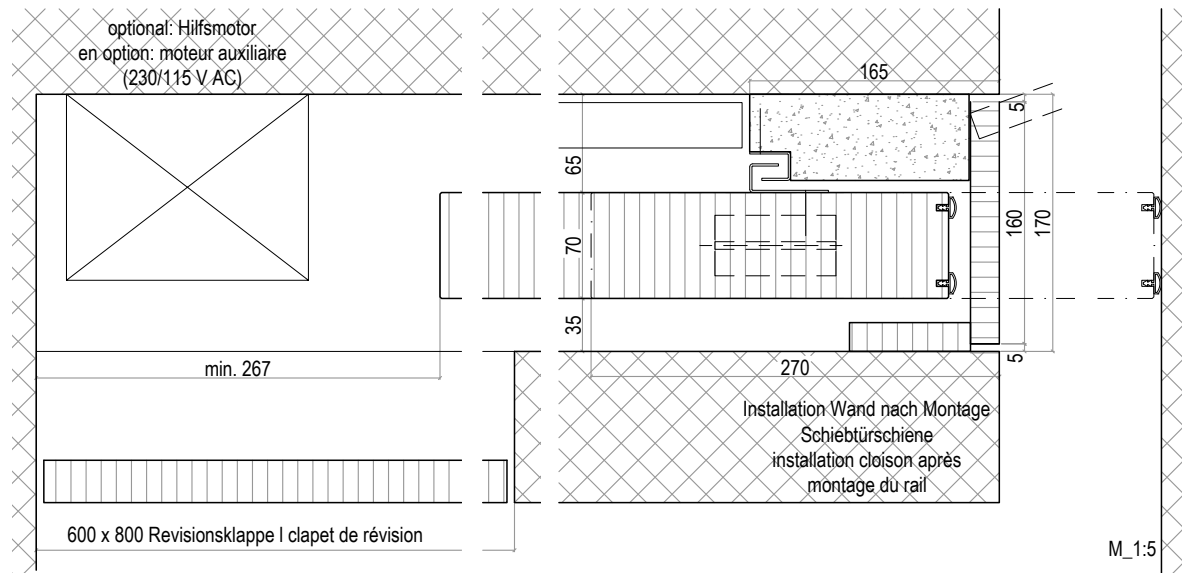 optional: Hilfsmotor
en option: moteur auxiliaire
(230/115 V AC)
165
5
65
160
170
70
35
min. 267
270
5
Installation Wand nach Montage
Schiebtürschiene
installation cloison après
montage du rail
600 x 800 Revisionsklappe I clapet de révision
M_1:5